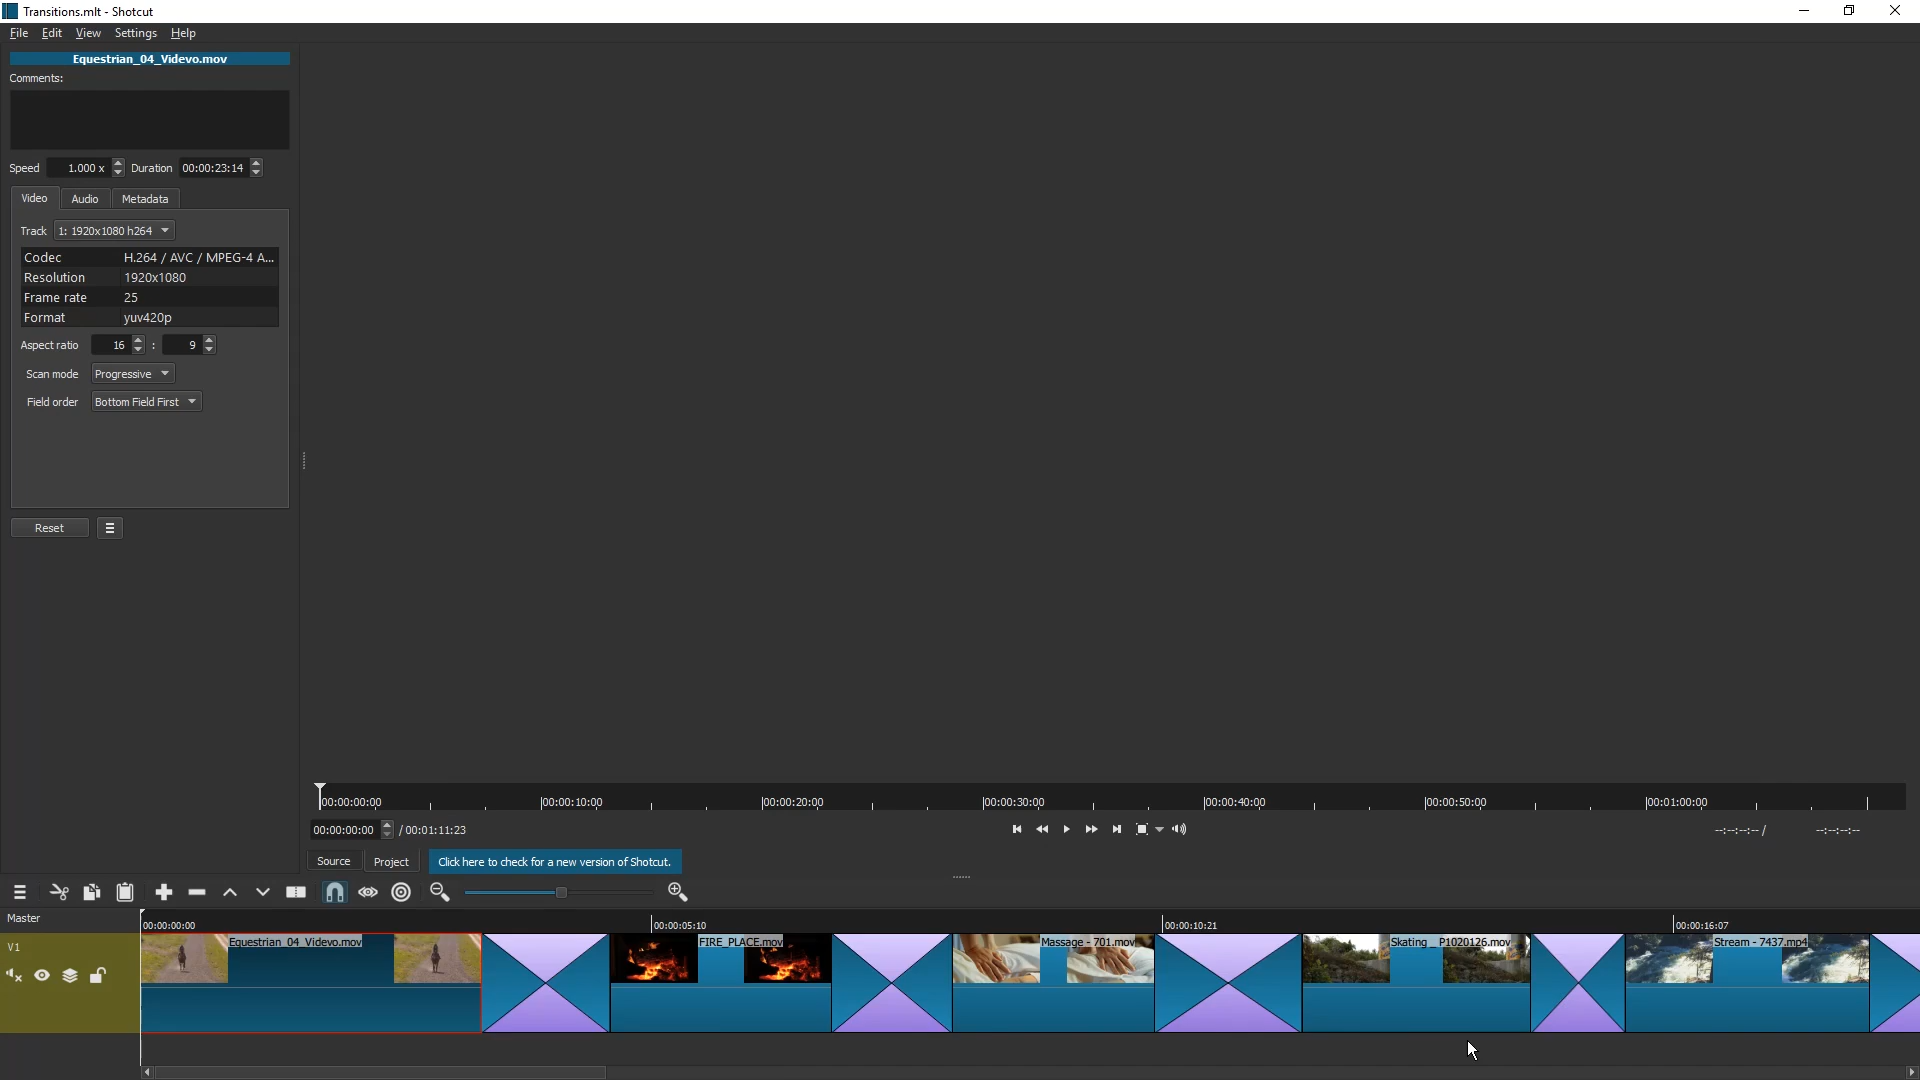 Transitions.mlt - Shotcut
File Edit View Settings Help
Equestrian_04_Videvo.mov
Comments:
Speed 1.000 x Duration 00:00:23:14
Video Audio Metadata
Track 1: 1920x1080 h264
Codec H.264 / AVC / MPEG-4 A...
Resolution 1920x1080
Frame rate 25
Format yuv420p
Aspect ratio 16 : 9
Scan mode Progressive
Field order Bottom Field First
Reset
00:00:00:00 00:00:10:00 00:00:20:00 00:00:30:00 00:00:40:00 00:00:50:00 00:01:00:00
00:00:00:00 / 00:01:11:23 --:--:--:-- / --:--:--:--
Source Project Click here to check for a new version of Shotcut.
Master 00:00:00:00 00:00:05:10 00:00:10:21 00:00:16:07
V1 Equestrian_04_Videvo.mov FIRE_PLACE.mov Massage - 701.mov Skating _ P1020126.mov Stream - 7437.mp4